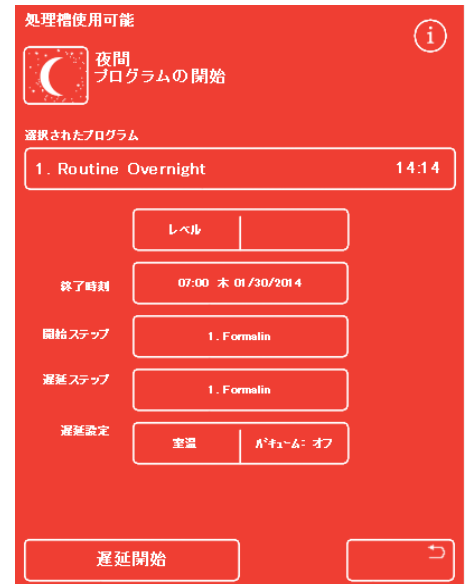 処理槽使用可能
夜間
プログラムの開始
選択されたプログラム
1. Routine Overnight 14:14
レベル
終了時刻 07:00 木 01/30/2014
開始ステップ 1. Formalin
遅延ステップ 1. Formalin
遅延設定 室温 バキューム: オフ
遅延開始